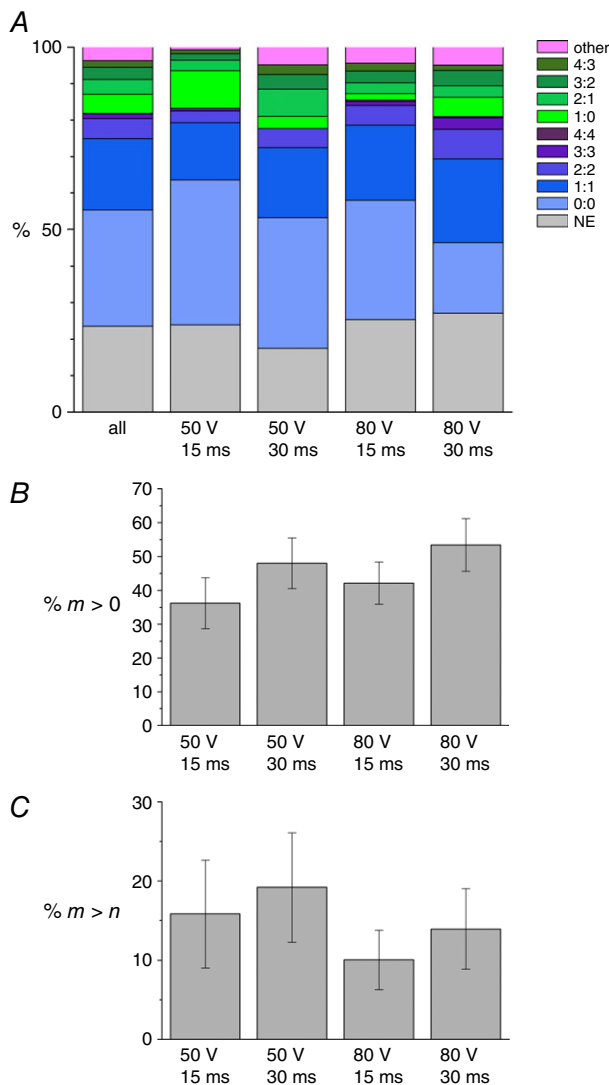 A
100
50
0
%
all
50 V
15 ms
50 V
30 ms
80 V
15 ms
80 V
30 ms
other
4:3
3:2
2:1
1:0
4:4
3:3
2:2
1:1
0:0
NE
B
70
60
50
40
30
20
10
0
% m > 0
50 V
15 ms
50 V
30 ms
80 V
15 ms
80 V
30 ms
C
30
20
10
0
% m > n
50 V
15 ms
50 V
30 ms
80 V
15 ms
80 V
30 ms